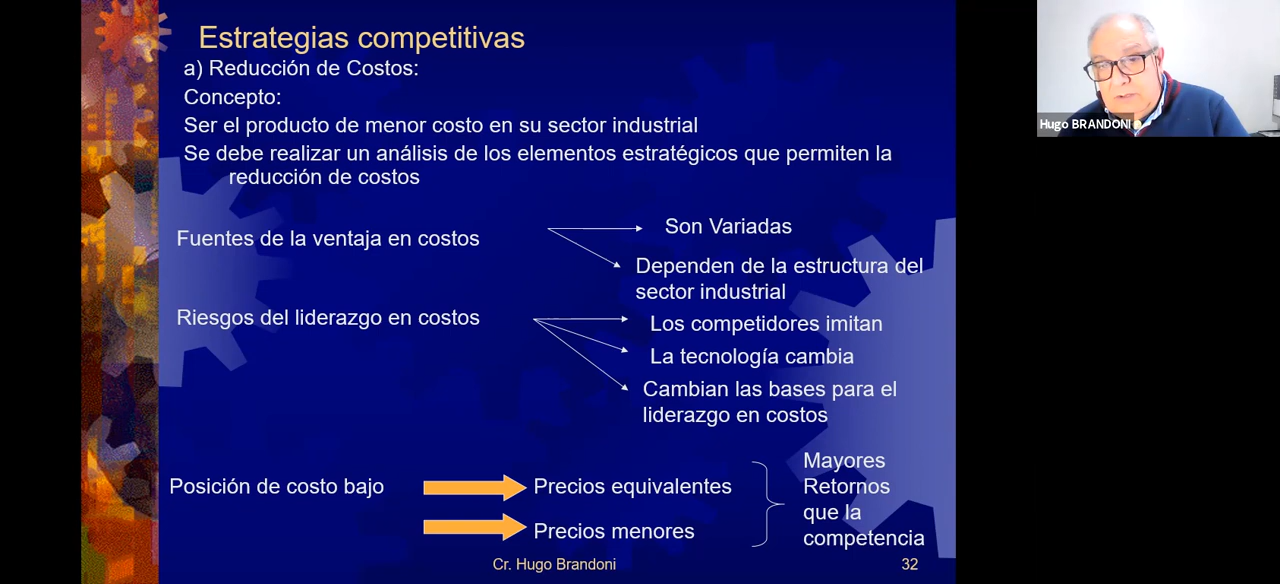 Estrategias competitivas
a) Reducción de Costos:
Concepto:
Ser el producto de menor costo en su sector industrial
Se debe realizar un análisis de los elementos estratégicos que permiten la
reducción de costos
Fuentes de la ventaja en costos
Son Variadas
Dependen de la estructura del
sector industrial
Riesgos del liderazgo en costos
Los competidores imitan
La tecnología cambia
Cambian las bases para el
liderazgo en costos
Posición de costo bajo
Precios equivalentes
Precios menores
Mayores
Retornos
que la
competencia
Cr. Hugo Brandoni
32
Hugo BRANDONI